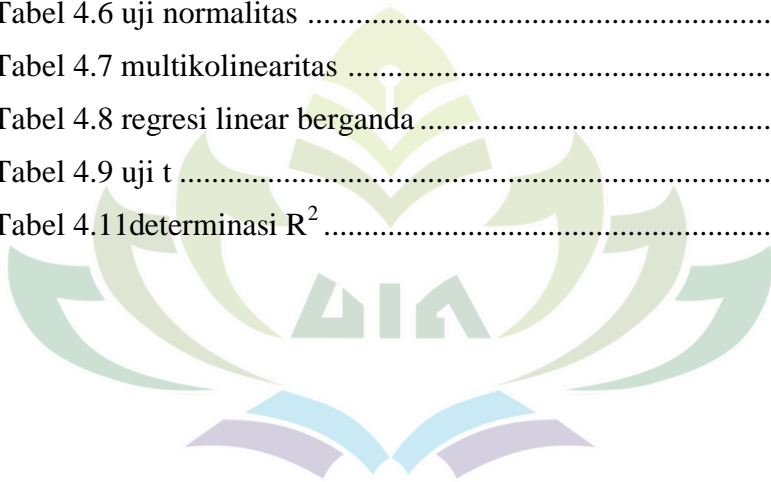 Tabel 4.6 uji normalitas ..........................................................
Tabel 4.7 multikolinearitas .....................................................
Tabel 4.8 regresi linear berganda ............................................
Tabel 4.9 uji t ..........................................................................
Tabel 4.11determinasi R² ........................................................
UIN